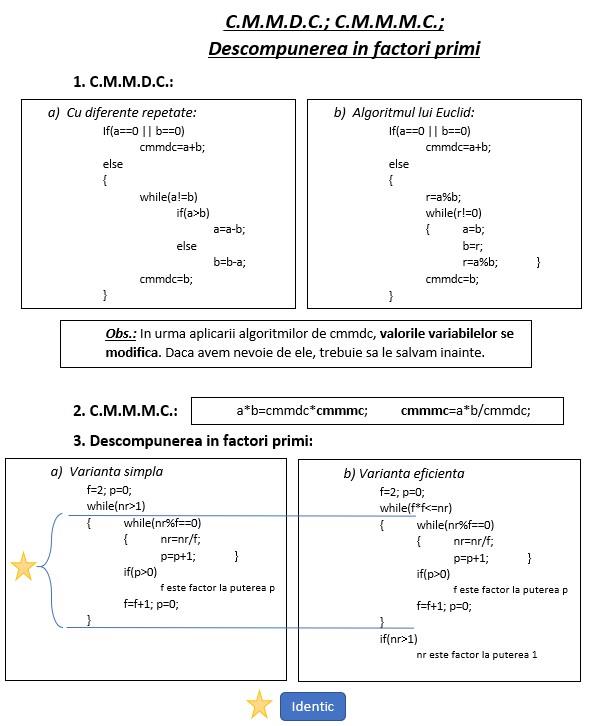 C.M.M.D.C.; C.M.M.M.C.;
Descompunerea in factori primi
1. C.M.M.D.C.:
a) Cu diferente repetate:
If(a==0 || b==0)
cmmdc=a+b;
else
{
while(a!=b)
if(a>b)
a=a-b;
else
b=b-a;
cmmdc=b;
}
b) Algoritmul lui Euclid:
If(a==0 || b==0)
cmmdc=a+b;
else
{
r=a%b;
while(r!=0)
{ a=b;
b=r;
r=a%b; }
cmmdc=b;
}
Obs.: In urma aplicarii algoritmilor de cmmdc, valorile variabilelor se
modifica. Daca avem nevoie de ele, trebuie sa le salvam inainte.
2. C.M.M.M.C.: a*b=cmmdc*cmmmc; cmmmc=a*b/cmmdc;
3. Descompunerea in factori primi:
a) Varianta simpla
f=2; p=0;
while(nr>1)
{ while(nr%f==0)
{ nr=nr/f;
p=p+1; }
if(p>0)
f este factor la puterea p
f=f+1; p=0;
}
b) Varianta eficienta
f=2; p=0;
while(f*f<=nr)
{ while(nr%f==0)
{ nr=nr/f;
p=p+1; }
if(p>0)
f este factor la puterea p
f=f+1; p=0;
}
if(nr>1)
nr este factor la puterea 1
Identic